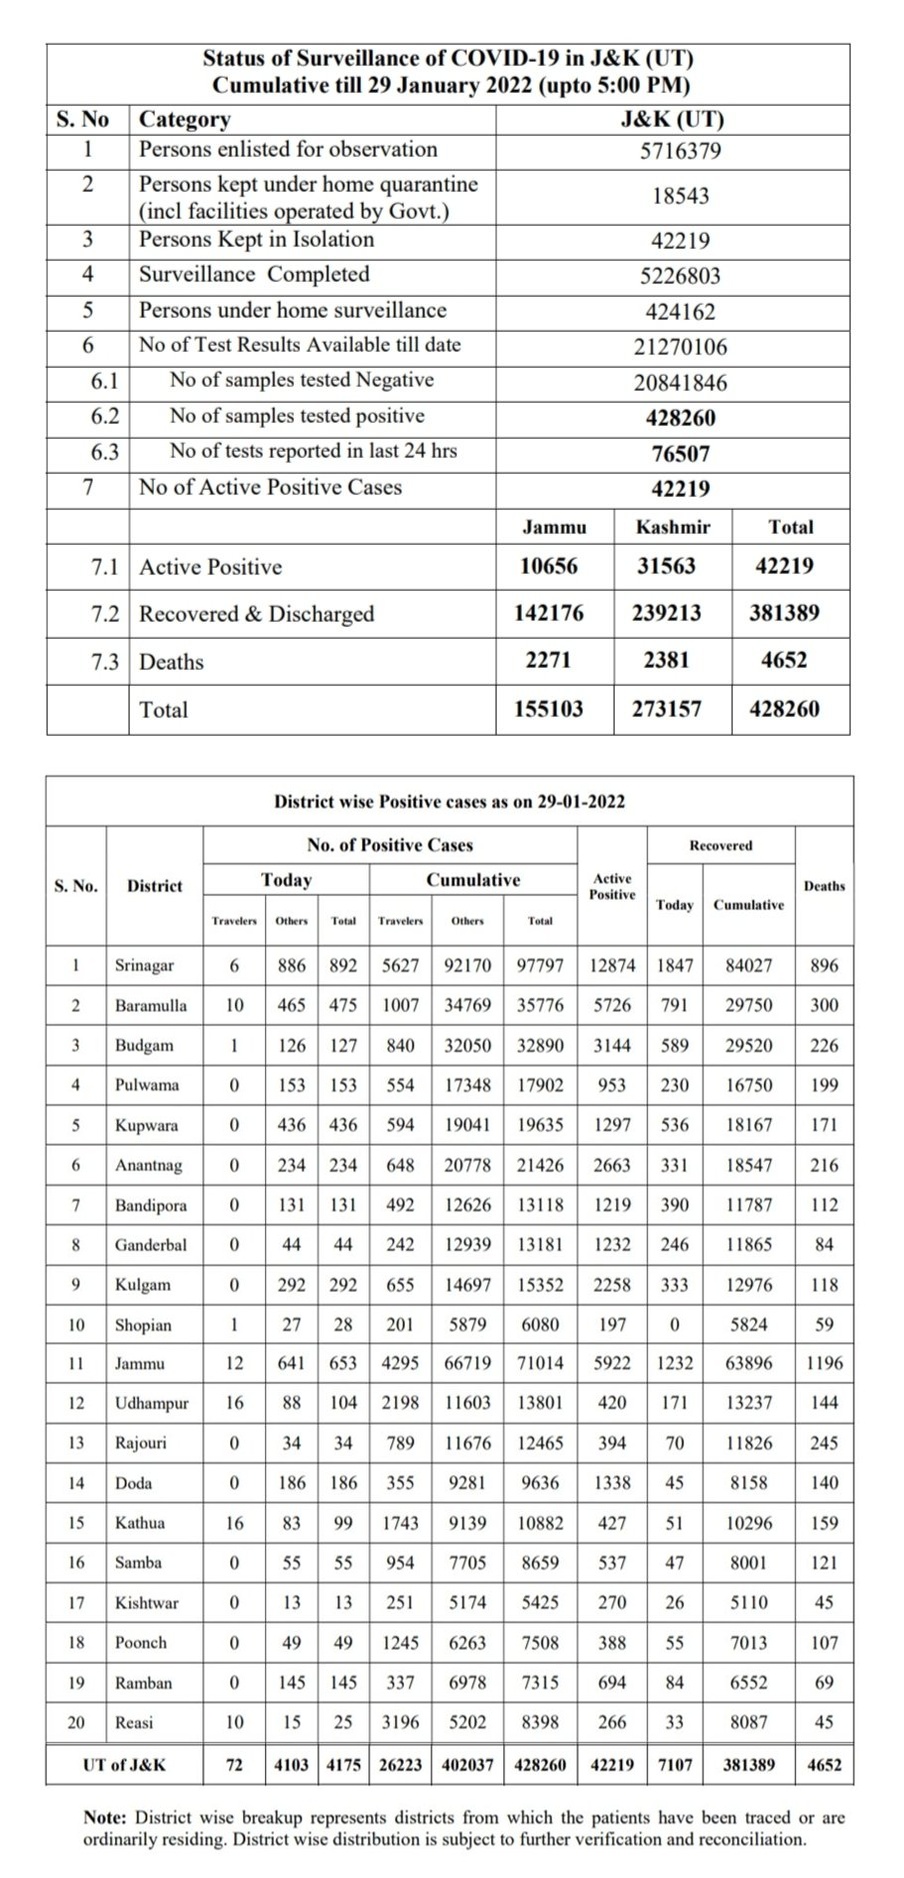 Status of Surveillance of COVID-19 in J&K (UT)
Cumulative till 29 January 2022 (upto 5:00 PM)
S. No Category J&K (UT)
1 Persons enlisted for observation 5716379
2 Persons kept under home quarantine
(incl facilities operated by Govt.) 18543
3 Persons Kept in Isolation 42219
4 Surveillance Completed 5226803
5 Persons under home surveillance 424162
6 No of Test Results Available till date 21270106
6.1 No of samples tested Negative 20841846
6.2 No of samples tested positive 428260
6.3 No of tests reported in last 24 hrs 76507
7 No of Active Positive Cases 42219
Jammu Kashmir Total
7.1 Active Positive 10656 31563 42219
7.2 Recovered & Discharged 142176 239213 381389
7.3 Deaths 2271 2381 4652
Total 155103 273157 428260
District wise Positive cases as on 29-01-2022
No. of Positive Cases Recovered
S. No. District Today Cumulative Active Positive Deaths
Today Cumulative
Travelers Others Total Travelers Others Total
1 Srinagar 6 886 892 5627 92170 97797 12874 1847 84027 896
2 Baramulla 10 465 475 1007 34769 35776 5726 791 29750 300
3 Budgam 1 126 127 840 32050 32890 3144 589 29520 226
4 Pulwama 0 153 153 554 17348 17902 953 230 16750 199
5 Kupwara 0 436 436 594 19041 19635 1297 536 18167 171
6 Anantnag 0 234 234 648 20778 21426 2663 331 18547 216
7 Bandipora 0 131 131 492 12626 13118 1219 390 11787 112
8 Ganderbal 0 44 44 242 12939 13181 1232 246 11865 84
9 Kulgam 0 292 292 655 14697 15352 2258 333 12976 118
10 Shopian 1 27 28 201 5879 6080 197 0 5824 59
11 Jammu 12 641 653 4295 66719 71014 5922 1232 63896 1196
12 Udhampur 16 88 104 2198 11603 13801 420 171 13237 144
13 Rajouri 0 34 34 789 11676 12465 394 70 11826 245
14 Doda 0 186 186 355 9281 9636 1338 45 8158 140
15 Kathua 16 83 99 1743 9139 10882 427 51 10296 159
16 Samba 0 55 55 954 7705 8659 537 47 8001 121
17 Kishtwar 0 13 13 251 5174 5425 270 26 5110 45
18 Poonch 0 49 49 1245 6263 7508 388 55 7013 107
19 Ramban 0 145 145 337 6978 7315 694 84 6552 69
20 Reasi 10 15 25 3196 5202 8398 266 33 8087 45
UT of J&K 72 4103 4175 26223 402037 428260 42219 7107 381389 4652
Note: District wise breakup represents districts from which the patients have been traced or are
ordinarily residing. District wise distribution is subject to further verification and reconciliation.